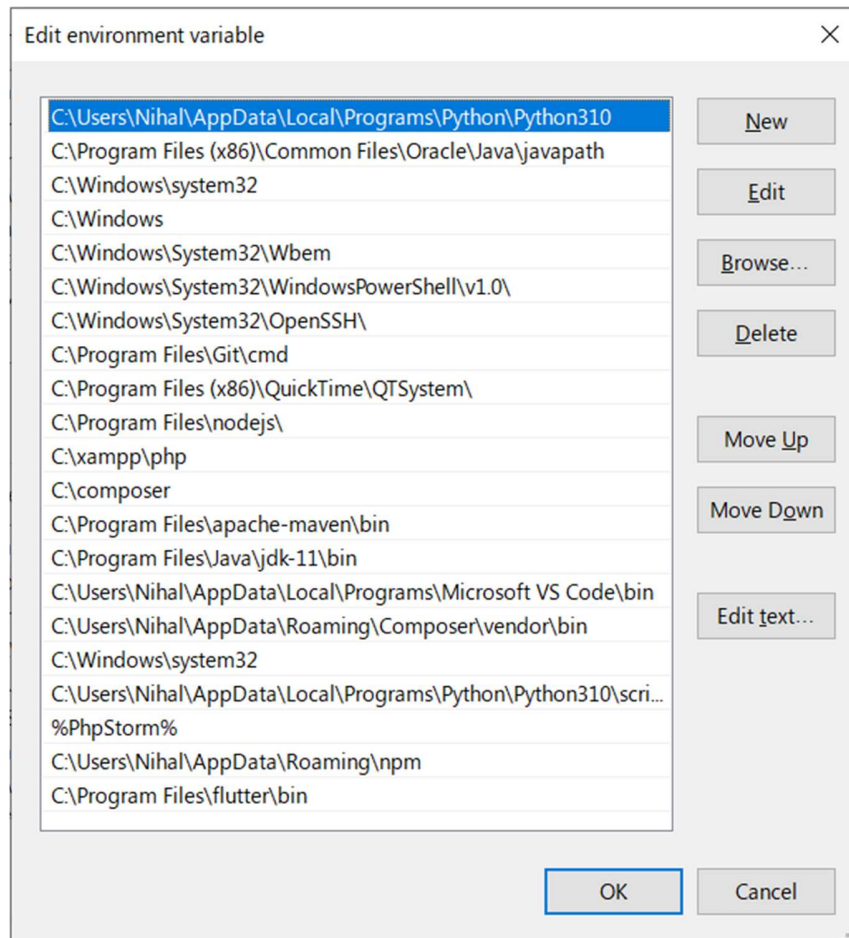 Edit environment variable
C:\Users\Nihal\AppData\Local\Programs\Python\Python310
C:\Program Files (x86)\Common Files\Oracle\Java\javapath
C:\Windows\system32
C:\Windows
C:\Windows\System32\Wbem
C:\Windows\System32\WindowsPowerShell\v1.0\
C:\Windows\System32\OpenSSH\
C:\Program Files\Git\cmd
C:\Program Files (x86)\QuickTime\QTSystem\
C:\Program Files\nodejs\
C:\xampp\php
C:\composer
C:\Program Files\apache-maven\bin
C:\Program Files\Java\jdk-11\bin
C:\Users\Nihal\AppData\Local\Programs\Microsoft VS Code\bin
C:\Users\Nihal\AppData\Roaming\Composer\vendor\bin
C:\Windows\system32
C:\Users\Nihal\AppData\Local\Programs\Python\Python310\scri...
%PhpStorm%
C:\Users\Nihal\AppData\Roaming\npm
C:\Program Files\flutter\bin
New
Edit
Browse...
Delete
Move Up
Move Down
Edit text...
OK
Cancel